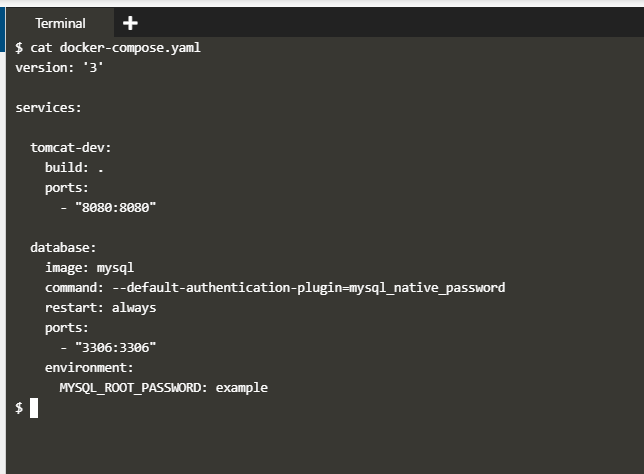 Terminal +
$ cat docker-compose.yaml
version: '3'

services:

  tomcat-dev:
    build: .
    ports:
      - "8080:8080"

  database:
    image: mysql
    command: --default-authentication-plugin=mysql_native_password
    restart: always
    ports:
      - "3306:3306"
    environment:
      MYSQL_ROOT_PASSWORD: example
$